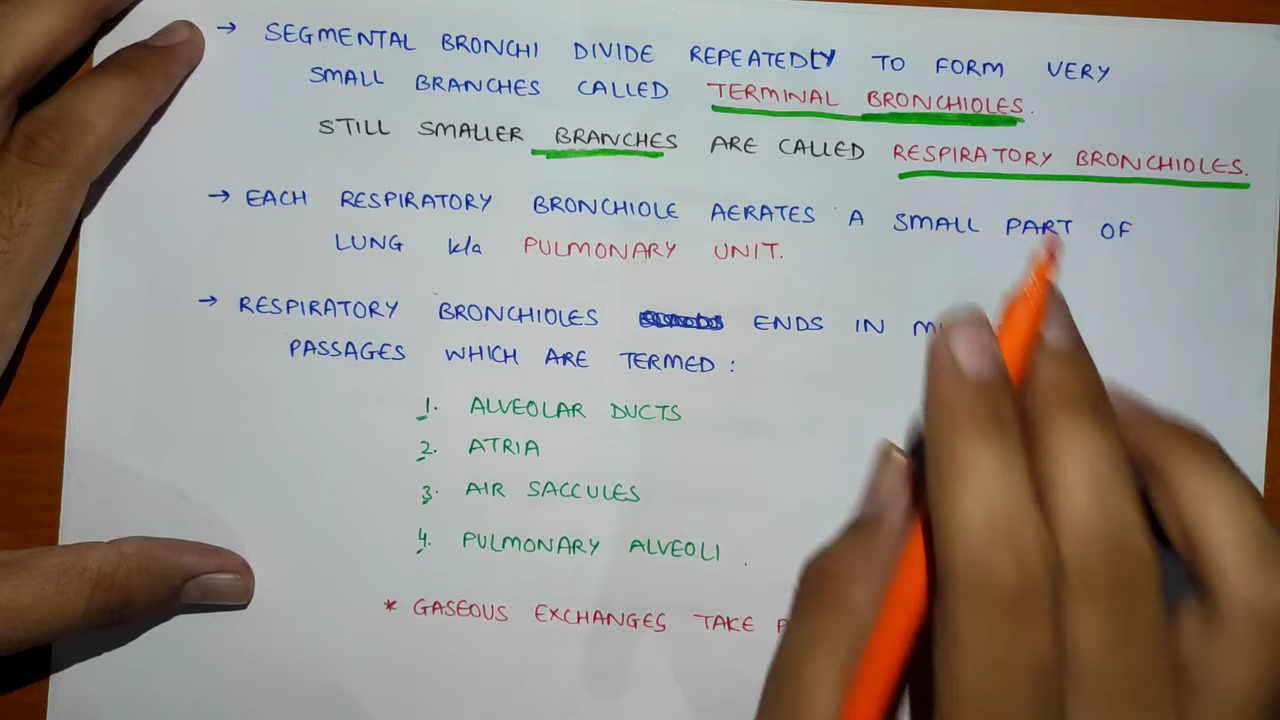 → SEGMENTAL BRONCHI DIVIDE REPEATEDLY TO FORM VERY
SMALL BRANCHES CALLED TERMINAL BRONCHIOLES.
STILL SMALLER BRANCHES ARE CALLED RESPIRATORY BRONCHIOLES.
→ EACH RESPIRATORY BRONCHIOLE AERATES A SMALL PART OF
LUNG k/a PULMONARY UNIT.
→ RESPIRATORY BRONCHIOLES ENDS IN
PASSAGES WHICH ARE TERMED :
1. ALVEOLAR DUCTS
2. ATRIA
3. AIR SACCULES
4. PULMONARY ALVEOLI .
* GASEOUS EXCHANGES TAKE